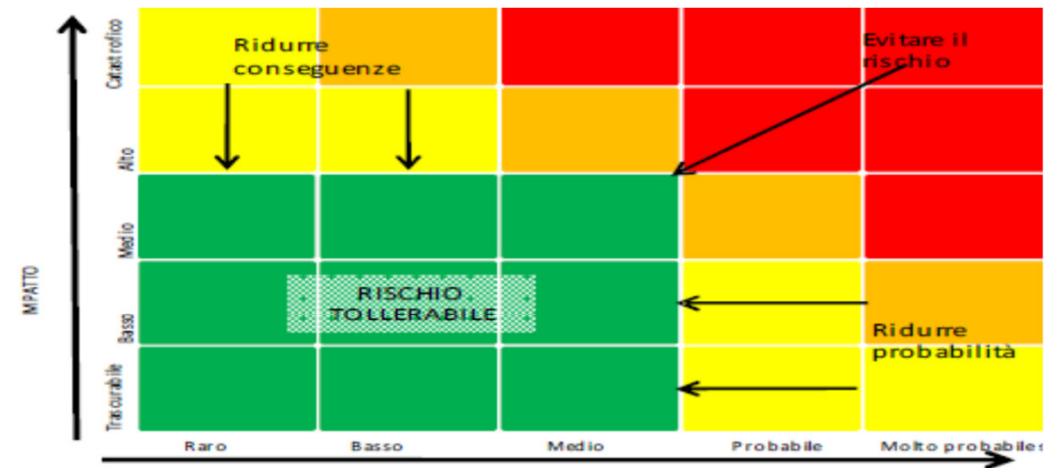 Catastrofico
Ridurre
conseguenze
Evitare il
rischio
Alto
Medio
MPATTO
RISCHIO
TOLLERABILE
Basso
Ridurre
probabilità
Trascurabile
Raro
Basso
Medio
Probabile
Molto probabile